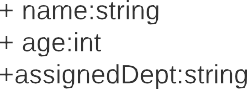 + name:string
+ age:int
+assignedDept:string